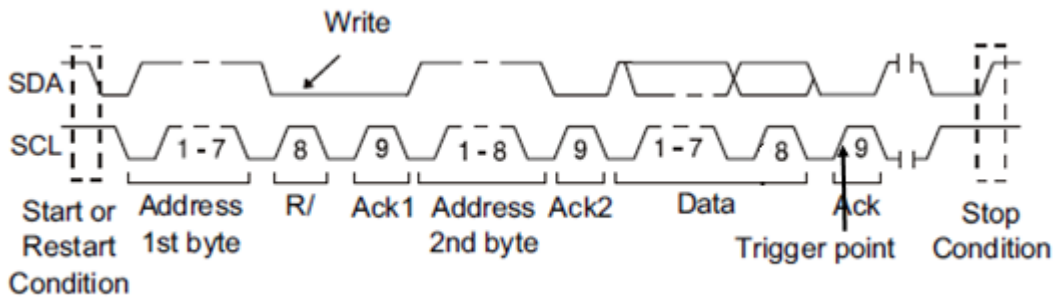 Write
SDA
SCL
1 - 7
8
9
1 - 8
9
1 - 7
8
9
Start or
Restart
Condition
Address
1st byte
R/
Ack1
Address
2nd byte
Ack2
Data
Ack
Trigger point
Stop
Condition